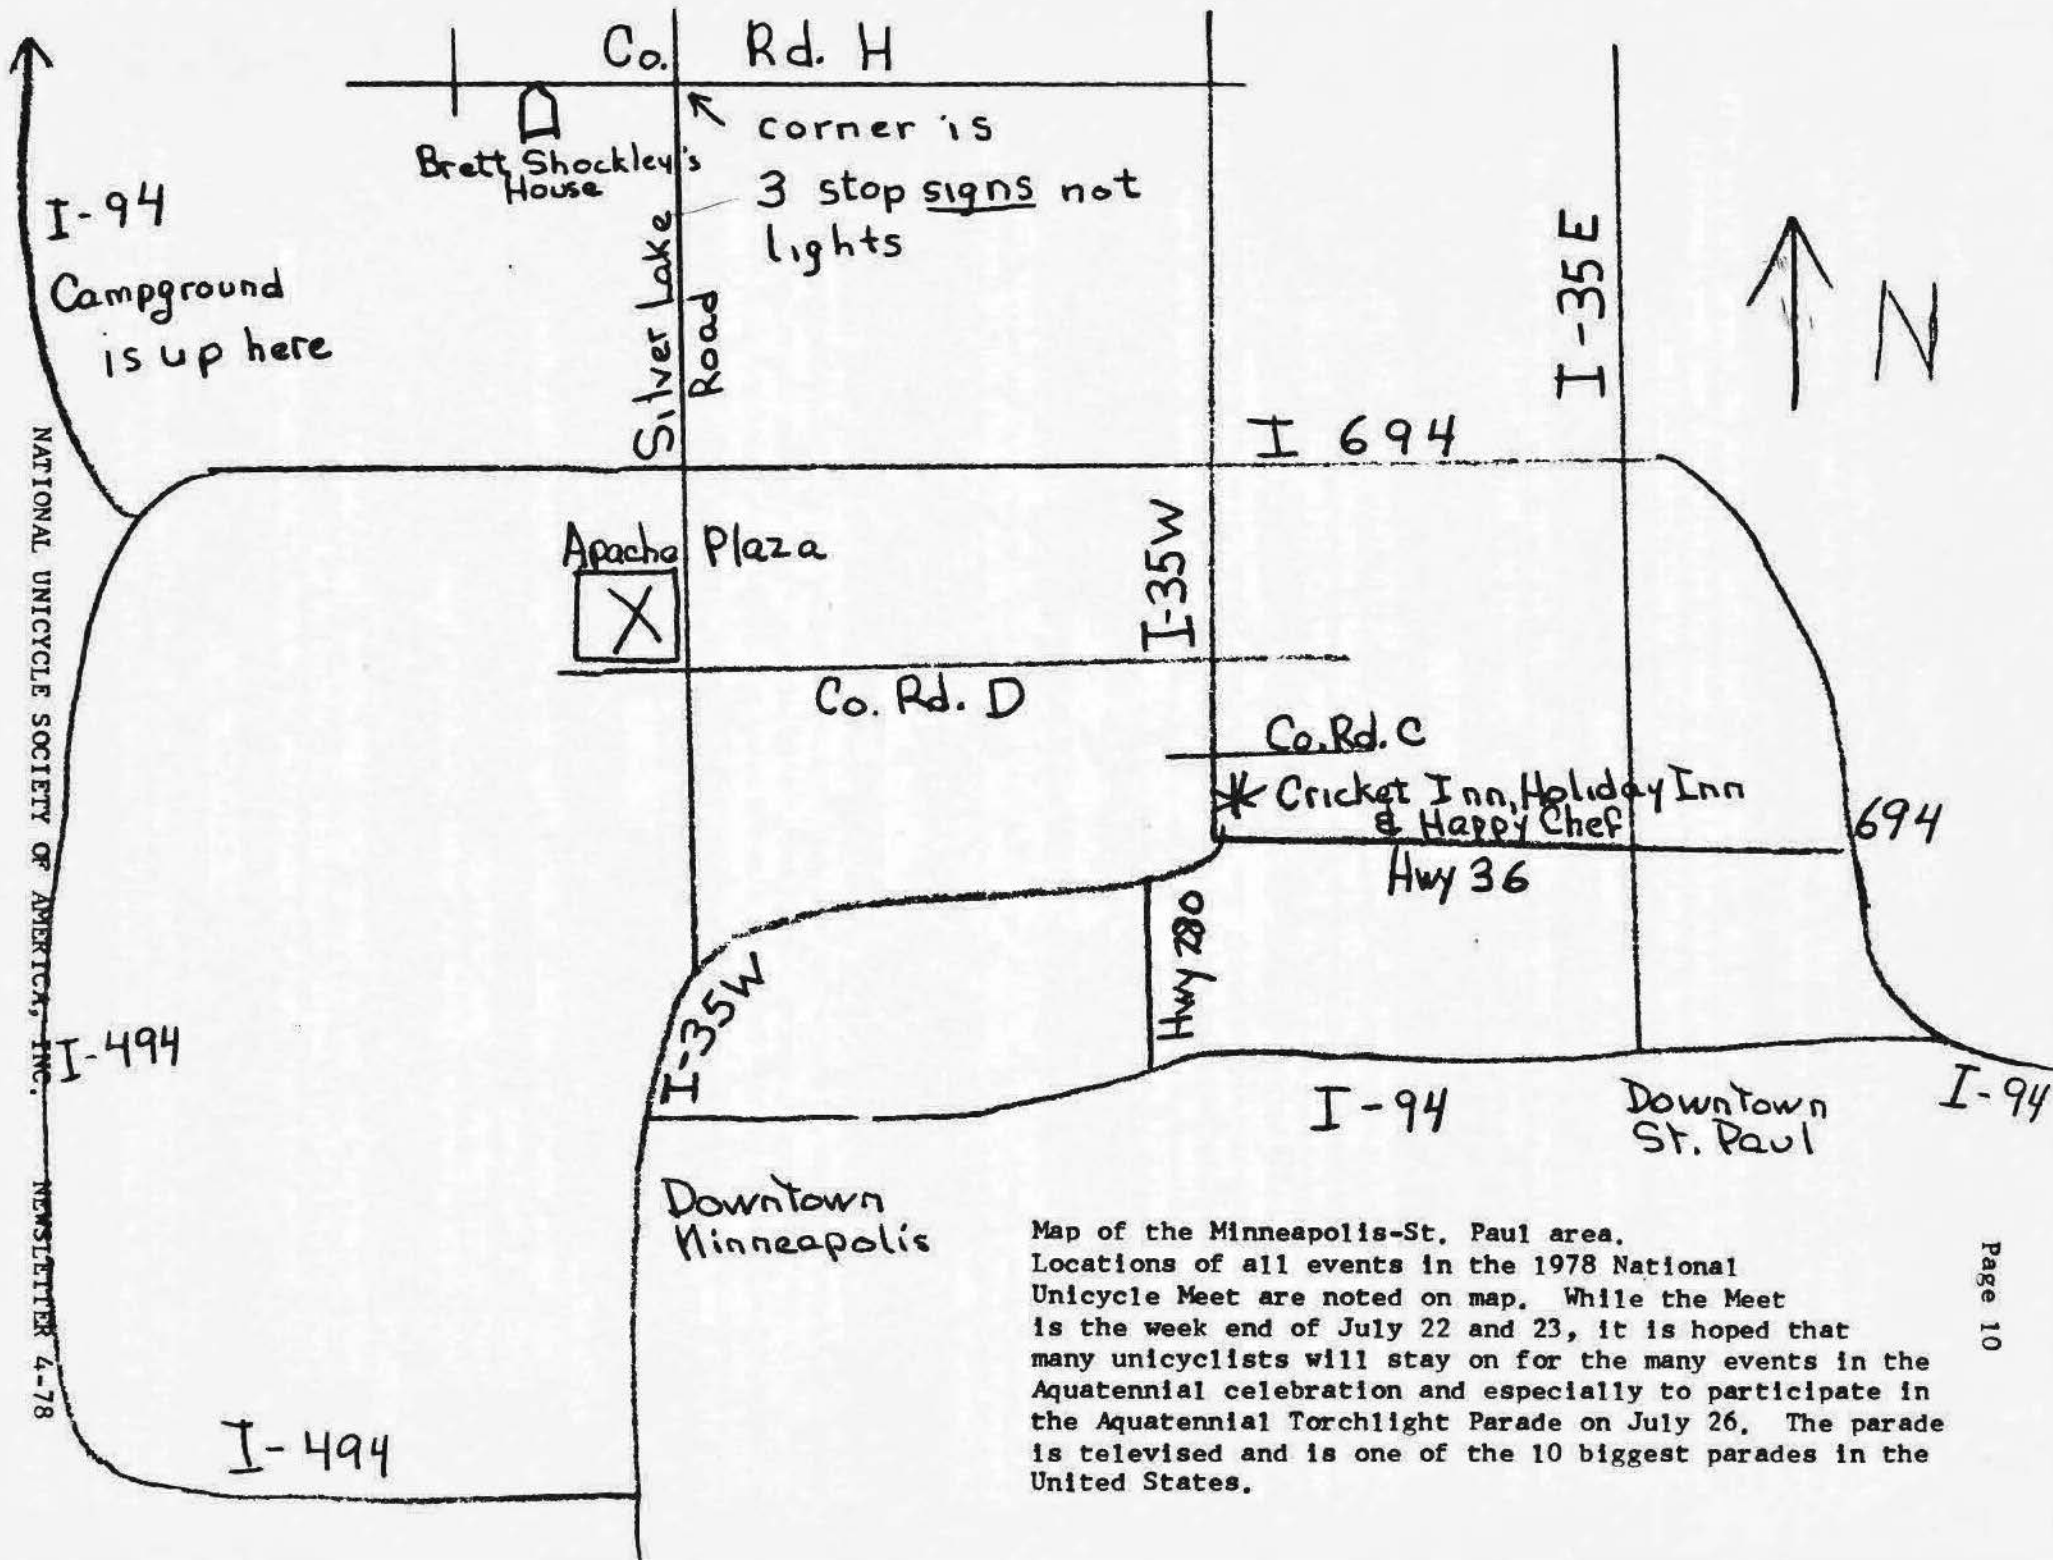 Co. Rd. H
corner is
3 stop signs not
lights
Brett Shockley's
House
I-94
Campground
is up here
Silver Lake
Road
I-35E
N
I 694
Apache Plaza
X
I-35W
Co. Rd. D
Co. Rd. C
Cricket Inn, Holiday Inn
& Happy Chef
694
Hwy 36
Hwy 280
I-35W
I-494
I-94
Downtown
St. Paul
I-94
Downtown
Minneapolis
I-494
Map of the Minneapolis-St. Paul area.
Locations of all events in the 1978 National
Unicycle Meet are noted on map. While the Meet
is the week end of July 22 and 23, it is hoped that
many unicyclists will stay on for the many events in the
Aquatennial celebration and especially to participate in
the Aquatennial Torchlight Parade on July 26. The parade
is televised and is one of the 10 biggest parades in the
United States.
NATIONAL UNICYCLE SOCIETY OF AMERICA, INC. NEWSLETTER 4-78
Page 10